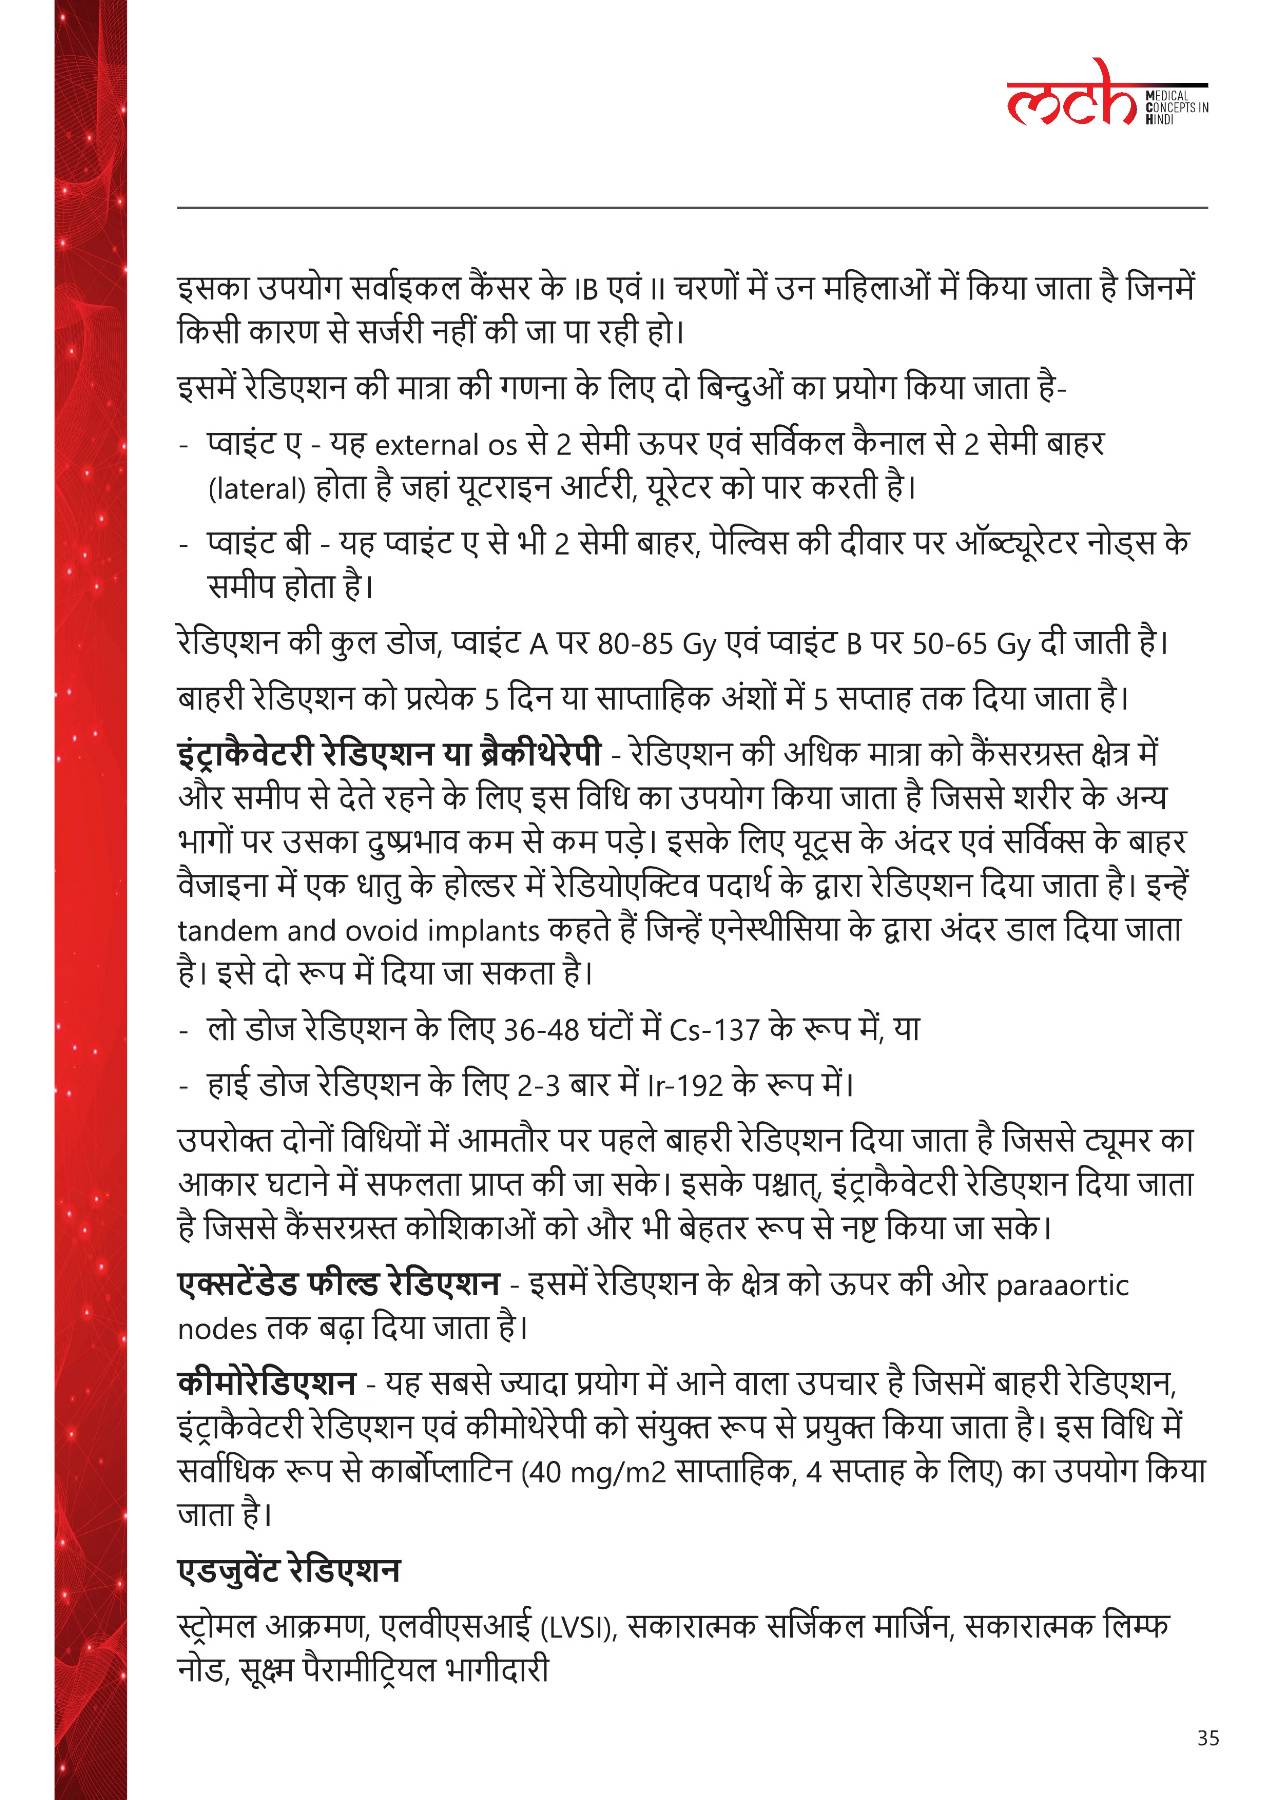 mch MEDICAL
CONCEPTS IN
HINDI
इसका उपयोग सर्वाइकल कैंसर के IB एवं II चरणों में उन महिलाओं में किया जाता है जिनमें
किसी कारण से सर्जरी नहीं की जा पा रही हो।
इसमें रेडिएशन की मात्रा की गणना के लिए दो बिन्दुओं का प्रयोग किया जाता है-
- प्वाइंट ए - यह external os से 2 सेमी ऊपर एवं सर्विकल कैनाल से 2 सेमी बाहर
(lateral) होता है जहां यूटराइन आर्टरी, यूरेटर को पार करती है।
- प्वाइंट बी - यह प्वाइंट ए से भी 2 सेमी बाहर, पेल्विस की दीवार पर ऑब्ट्यूरेटर नोड्स के
समीप होता है।
रेडिएशन की कुल डोज, प्वाइंट A पर 80-85 Gy एवं प्वाइंट B पर 50-65 Gy दी जाती है।
बाहरी रेडिएशन को प्रत्येक 5 दिन या साप्ताहिक अंशों में 5 सप्ताह तक दिया जाता है।
इंट्राकैवेटरी रेडिएशन या ब्रैकीथेरेपी - रेडिएशन की अधिक मात्रा को कैंसरग्रस्त क्षेत्र में
और समीप से देते रहने के लिए इस विधि का उपयोग किया जाता है जिससे शरीर के अन्य
भागों पर उसका दुष्प्रभाव कम से कम पड़े। इसके लिए यूट्रस के अंदर एवं सर्विक्स के बाहर
वैजाइना में एक धातु के होल्डर में रेडियोएक्टिव पदार्थ के द्वारा रेडिएशन दिया जाता है। इन्हें
tandem and ovoid implants कहते हैं जिन्हें एनेस्थीसिया के द्वारा अंदर डाल दिया जाता
है। इसे दो रूप में दिया जा सकता है।
- लो डोज रेडिएशन के लिए 36-48 घंटों में Cs-137 के रूप में, या
- हाई डोज रेडिएशन के लिए 2-3 बार में Ir-192 के रूप में।
उपरोक्त दोनों विधियों में आमतौर पर पहले बाहरी रेडिएशन दिया जाता है जिससे ट्यूमर का
आकार घटाने में सफलता प्राप्त की जा सके। इसके पश्चात्, इंट्राकैवेटरी रेडिएशन दिया जाता
है जिससे कैंसरग्रस्त कोशिकाओं को और भी बेहतर रूप से नष्ट किया जा सके।
एक्सटेंडेड फील्ड रेडिएशन - इसमें रेडिएशन के क्षेत्र को ऊपर की ओर paraaortic
nodes तक बढ़ा दिया जाता है।
कीमोरेडिएशन - यह सबसे ज्यादा प्रयोग में आने वाला उपचार है जिसमें बाहरी रेडिएशन,
इंट्राकैवेटरी रेडिएशन एवं कीमोथेरेपी को संयुक्त रूप से प्रयुक्त किया जाता है। इस विधि में
सर्वाधिक रूप से कार्बोप्लाटिन (40 mg/m2 साप्ताहिक, 4 सप्ताह के लिए) का उपयोग किया
जाता है।
एडजुवेंट रेडिएशन
स्ट्रोमल आक्रमण, एलवीएसआई (LVSI), सकारात्मक सर्जिकल मार्जिन, सकारात्मक लिम्फ
नोड, सूक्ष्म पैरामीट्रियल भागीदारी
35